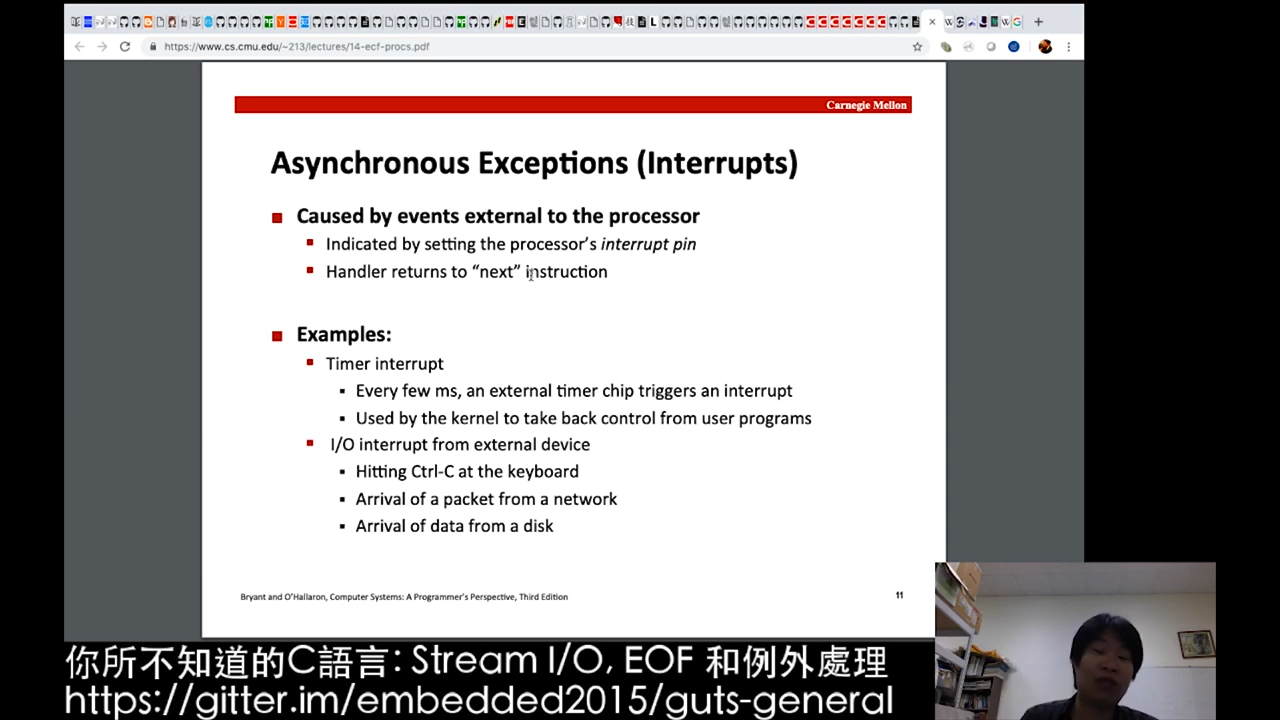 https://www.cs.cmu.edu/~213/lectures/14-ecf-procs.pdf
Carnegie Mellon
Asynchronous Exceptions (Interrupts)
Caused by events external to the processor
Indicated by setting the processor’s interrupt pin
Handler returns to “next” instruction
Examples:
Timer interrupt
Every few ms, an external timer chip triggers an interrupt
Used by the kernel to take back control from user programs
I/O interrupt from external device
Hitting Ctrl-C at the keyboard
Arrival of a packet from a network
Arrival of data from a disk
Bryant and O’Hallaron, Computer Systems: A Programmer’s Perspective, Third Edition
11
你所不知道的C語言: Stream I/O, EOF 和例外處理
https://gitter.im/embedded2015/guts-general